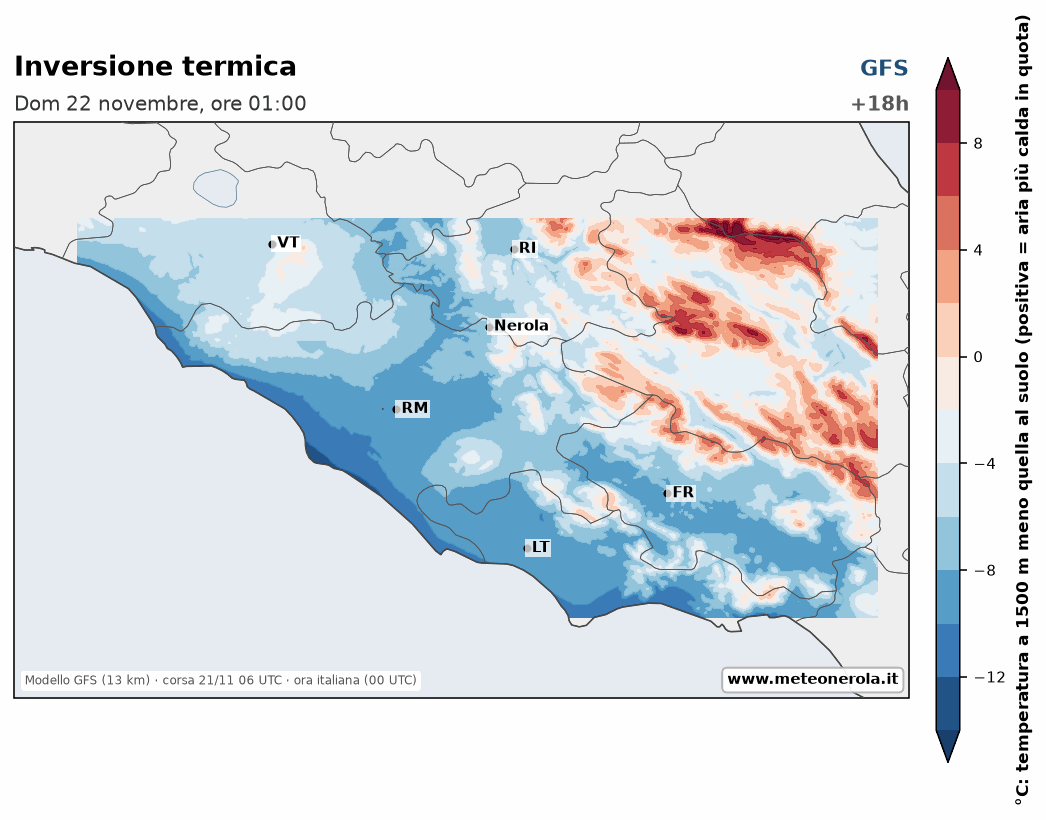 Inversione termica
GFS
Dom 22 novembre, ore 01:00
+18h
VT
RI
Nerola
RM
FR
LT
8
4
0
−4
−8
−12
°C: temperatura a 1500 m meno quella al suolo (positiva = aria più calda in quota)
Modello GFS (13 km) · corsa 21/11 06 UTC · ora italiana (00 UTC)
www.meteonerola.it